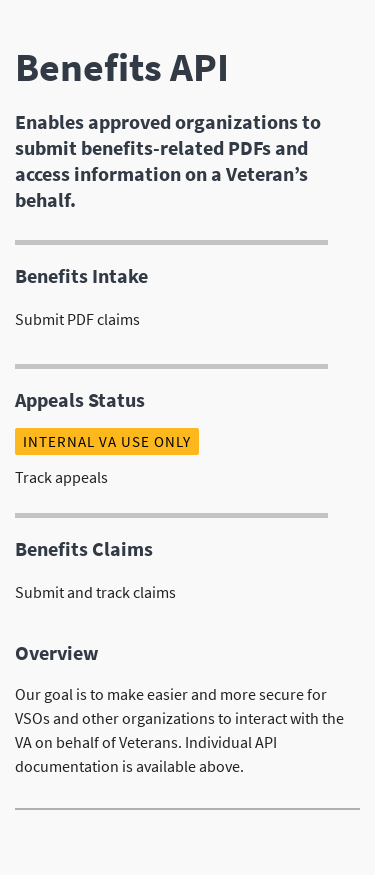 Benefits API
Enables approved organizations to
submit benefits-related PDFs and
access information on a Veteran’s
behalf.
Benefits Intake
Submit PDF claims
Appeals Status
INTERNAL VA USE ONLY
Track appeals
Benefits Claims
Submit and track claims
Overview
Our goal is to make easier and more secure for
VSOs and other organizations to interact with the
VA on behalf of Veterans. Individual API
documentation is available above.